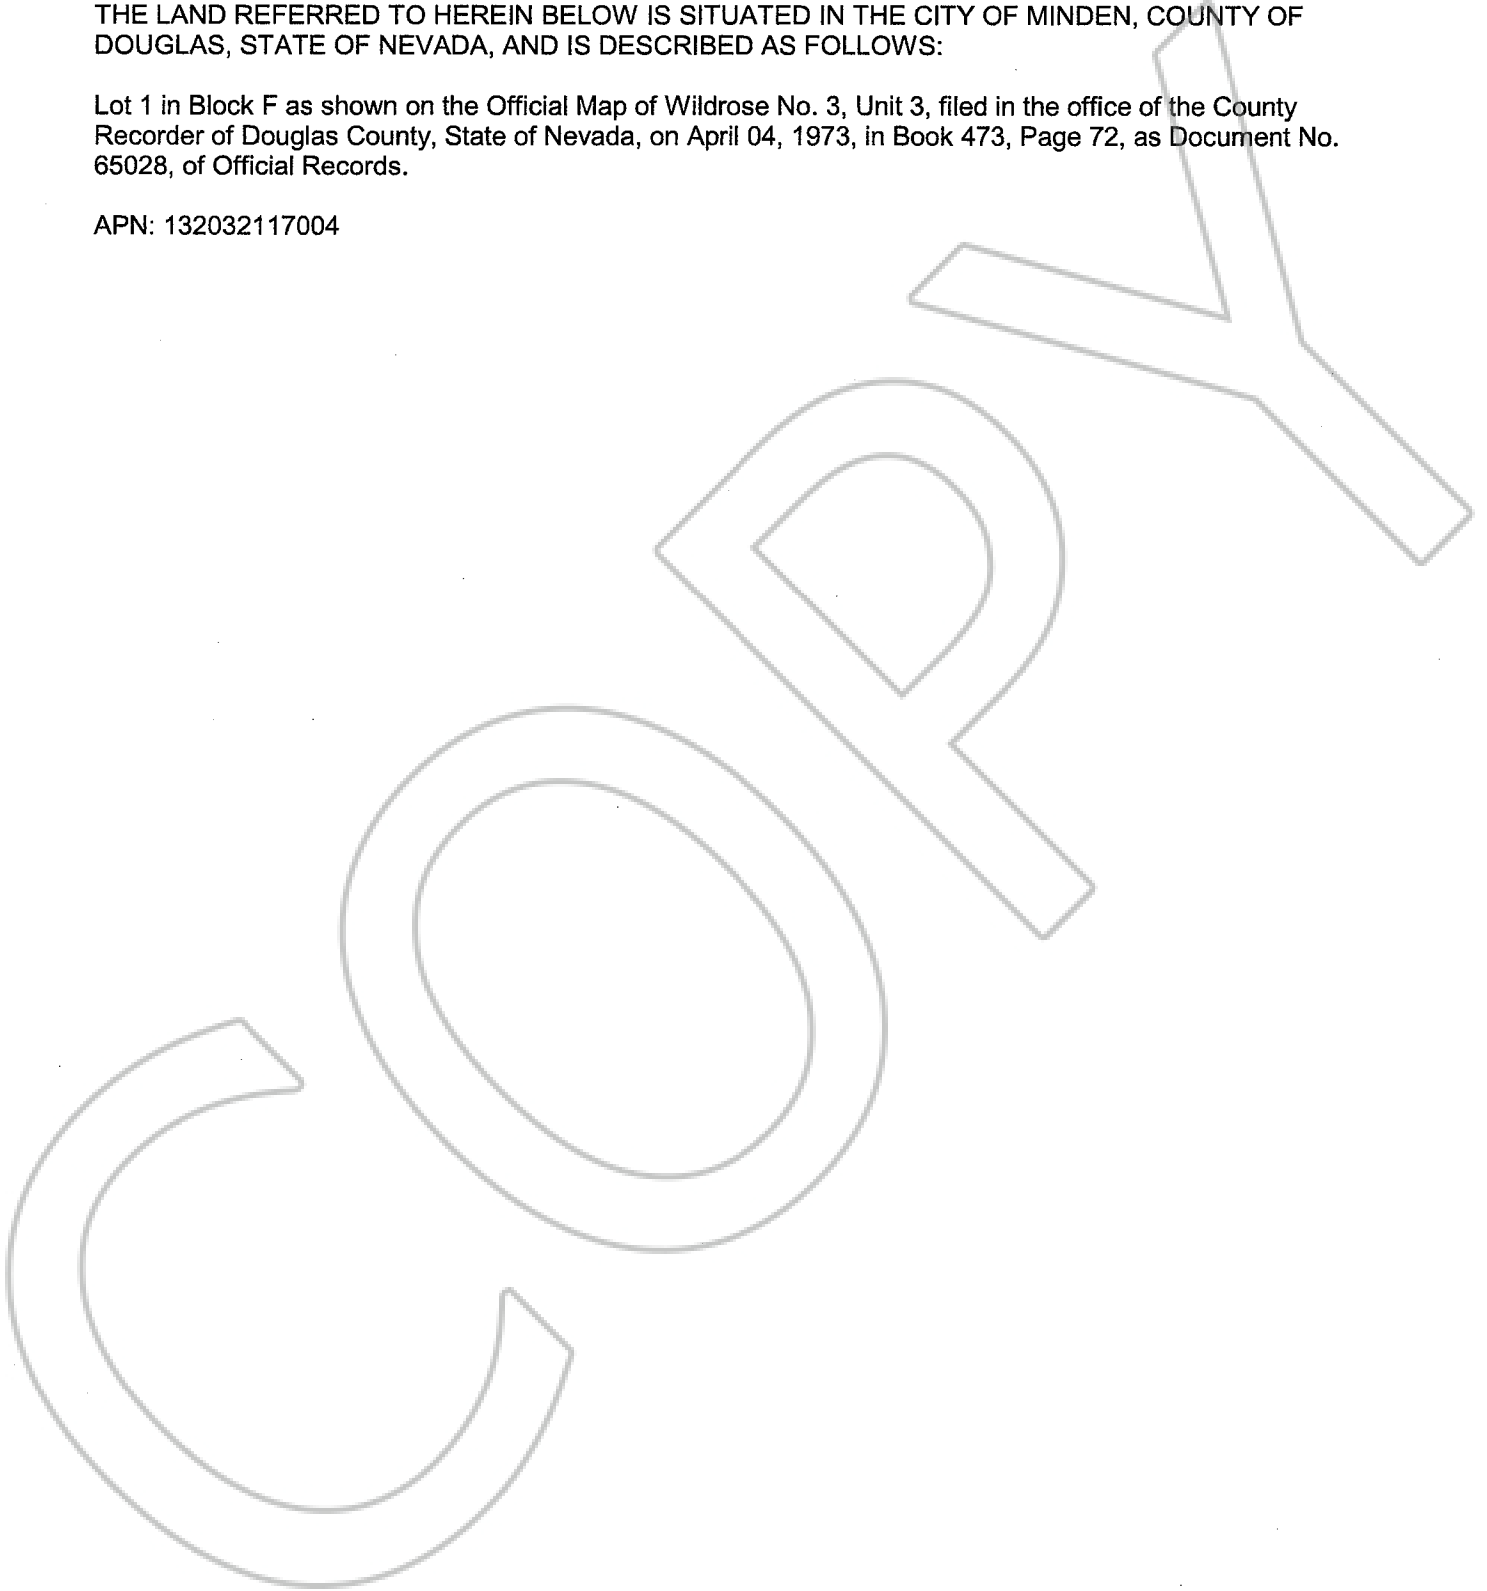 THE LAND REFERRED TO HEREIN BELOW IS SITUATED IN THE CITY OF MINDEN, COUNTY OF
DOUGLAS, STATE OF NEVADA, AND IS DESCRIBED AS FOLLOWS:
Lot 1 in Block F as shown on the Official Map of Wildrose No. 3, Unit 3, filed in the office of the County
Recorder of Douglas County, State of Nevada, on April 04, 1973, in Book 473, Page 72, as Document No.
65028, of Official Records.
APN: 132032117004
COPY